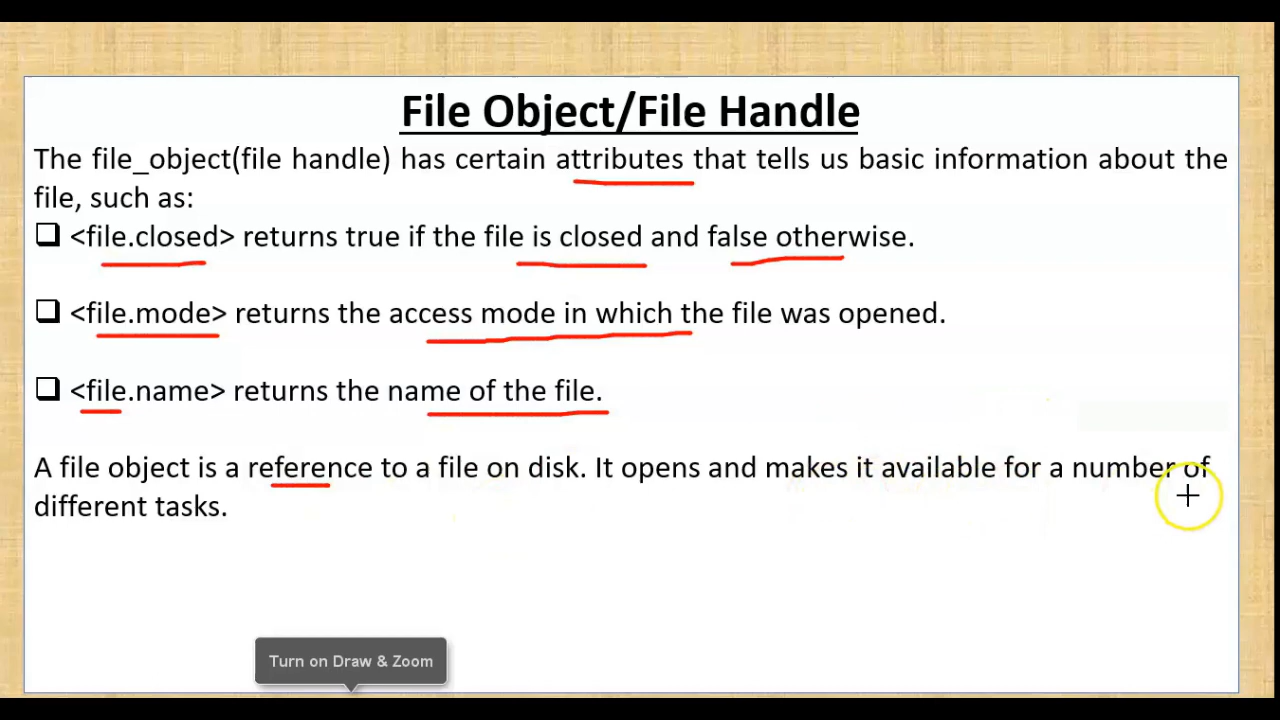 File Object/File Handle
The file_object(file handle) has certain attributes that tells us basic information about the
file, such as:
❑ <file.closed> returns true if the file is closed and false otherwise.
❑ <file.mode> returns the access mode in which the file was opened.
❑ <file.name> returns the name of the file.
A file object is a reference to a file on disk. It opens and makes it available for a number of
different tasks.
Turn on Draw & Zoom